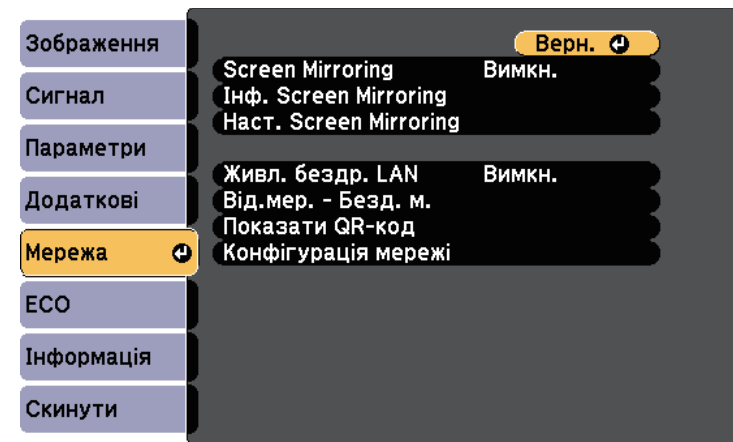 Зображення
Сигнал
Параметри
Додаткові
Мережа
ECO
Інформація
Скинути
Верн.
Screen Mirroring Вимкн.
Інф. Screen Mirroring
Наст. Screen Mirroring
Живл. бездр. LAN Вимкн.
Від.мер. - Безд. м.
Показати QR-код
Конфігурація мережі